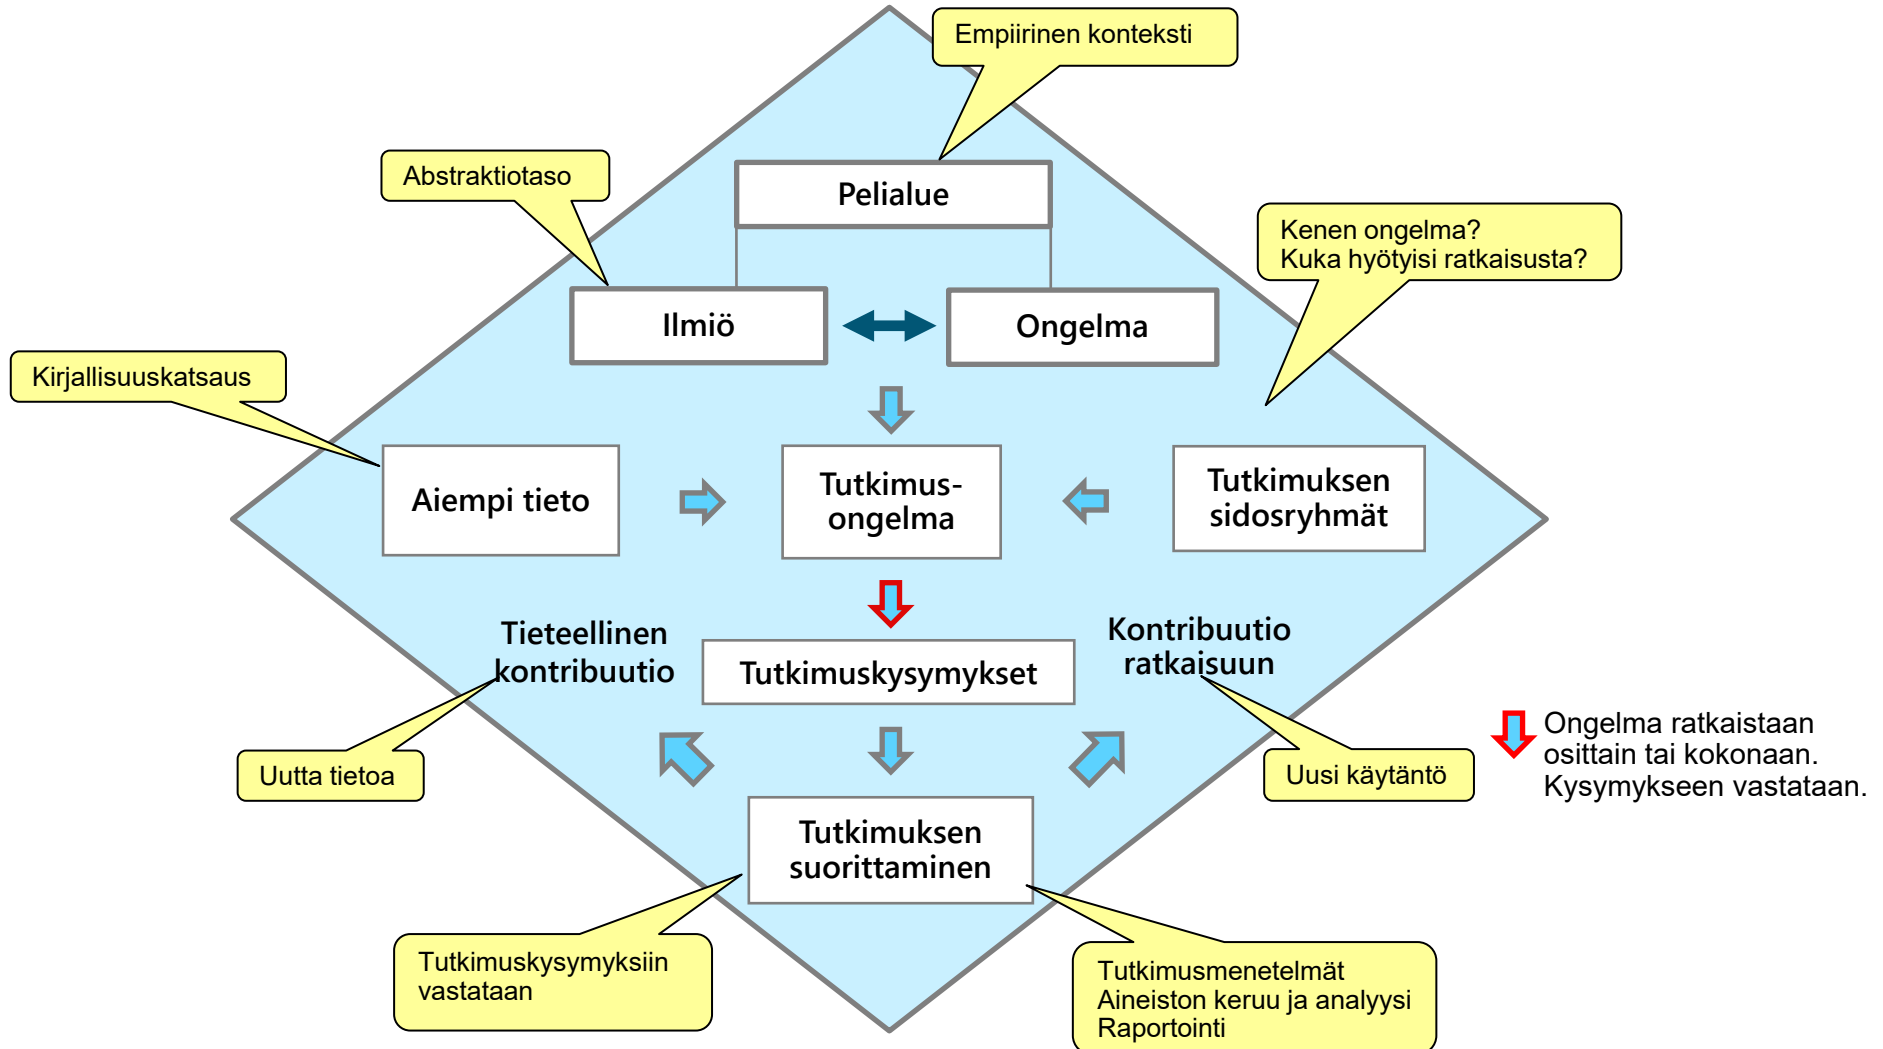 Empiirinen konteksti
Abstraktiotaso
Pelialue
Kenen ongelma?
Kuka hyötyisi ratkaisusta?
Ilmiö
Ongelma
Kirjallisuuskatsaus
Aiempi tieto
Tutkimus-
ongelma
Tutkimuksen
sidosryhmät
Tieteellinen
kontribuutio
Tutkimuskysymykset
Kontribuutio
ratkaisuun
Uutta tietoa
Uusi käytäntö
Ongelma ratkaistaan
osittain tai kokonaan.
Kysymykseen vastataan.
Tutkimuksen
suorittaminen
Tutkimuskysymyksiin
vastataan
Tutkimusmenetelmät
Aineiston keruu ja analyysi
Raportointi